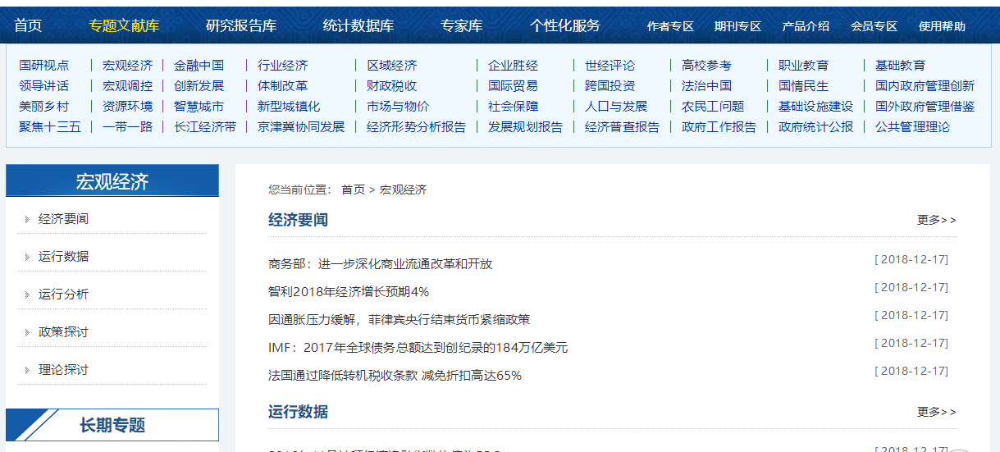 首页 专题文献库 研究报告库 统计数据库 专家库 个性化服务 作者专区 期刊专区 产品介绍 会员专区 使用帮助
国研视点 | 宏观经济 | 金融中国 | 行业经济 | 区域经济 | 企业胜经 | 世经评论 | 高校参考 | 职业教育 | 基础教育
领导讲话 | 宏观调控 | 创新发展 | 体制改革 | 财政税收 | 国际贸易 | 跨国投资 | 法治中国 | 国情民生 | 国内政府管理创新
美丽乡村 | 资源环境 | 智慧城市 | 新型城镇化 | 市场与物价 | 社会保障 | 人口与发展 | 农民工问题 | 基础设施建设 | 国外政府管理借鉴
聚焦十三五 | 一带一路 | 长江经济带 | 京津冀协同发展 | 经济形势分析报告 | 发展规划报告 | 经济普查报告 | 政府工作报告 | 政府统计公报 | 公共管理理论
宏观经济
经济要闻
运行数据
运行分析
政策探讨
理论探讨
长期专题
您当前位置： 首页 > 宏观经济
经济要闻 更多>>
商务部：进一步深化商业流通改革和开放 [ 2018-12-17]
智利2018年经济增长预期4% [ 2018-12-17]
因通胀压力缓解，菲律宾央行结束货币紧缩政策 [ 2018-12-17]
IMF：2017年全球债务总额达到创纪录的184万亿美元 [ 2018-12-17]
法国通过降低转机税收条款 减免折扣高达65% [ 2018-12-17]
运行数据 更多>>
[ 2018-12-17]